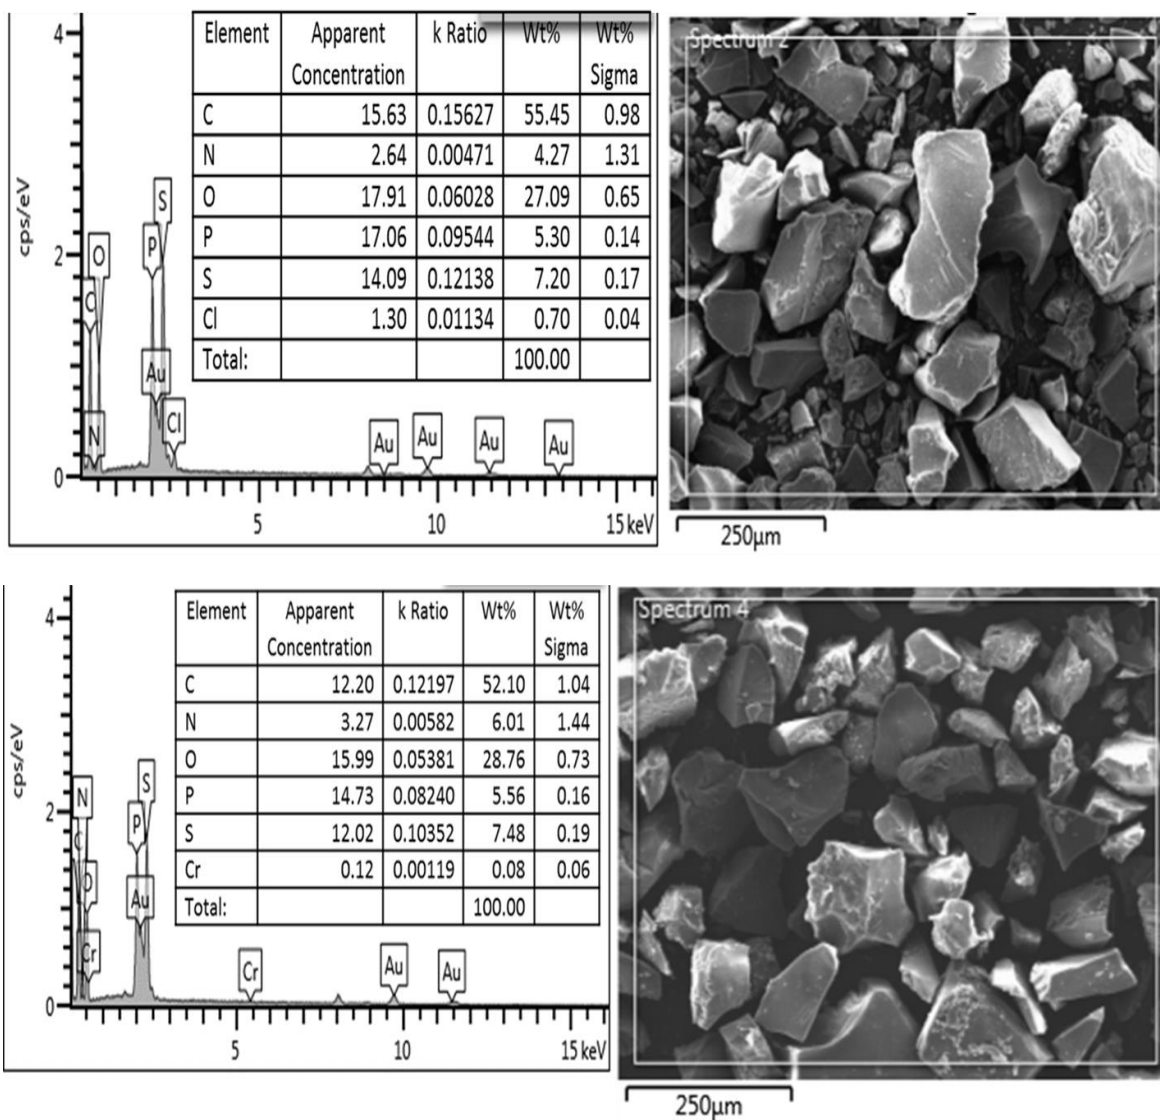 Element Apparent Concentration k Ratio Wt% Wt% Sigma
C 15.63 0.15627 55.45 0.98
N 2.64 0.00471 4.27 1.31
O 17.91 0.06028 27.09 0.65
P 17.06 0.09544 5.30 0.14
S 14.09 0.12138 7.20 0.17
Cl 1.30 0.01134 0.70 0.04
Total: 100.00
cps/eV
4
2
0
S
P
O
C
Au
Cl
N
Au Au Au Au
5 10 15 keV
Spectrum 2
250µm
Element Apparent Concentration k Ratio Wt% Wt% Sigma
C 12.20 0.12197 52.10 1.04
N 3.27 0.00582 6.01 1.44
O 15.99 0.05381 28.76 0.73
P 14.73 0.08240 5.56 0.16
S 12.02 0.10352 7.48 0.19
Cr 0.12 0.00119 0.08 0.06
Total: 100.00
cps/eV
4
2
0
S
N
P
C
O
Au
Cr
Cr Au Au
5 10 15 keV
Spectrum 4
250µm